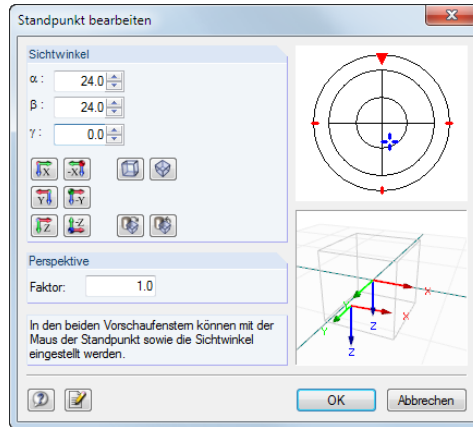 Standpunkt bearbeiten
Sichtwinkel
α : 24.0
β : 24.0
γ : 0.0
X -X
Y -Y
Z -Z
Perspektive
Faktor: 1.0
In den beiden Vorschaufenstern können mit der
Maus der Standpunkt sowie die Sichtwinkel
eingestellt werden.
X
Y
Z
X
Y
Z
OK Abbrechen